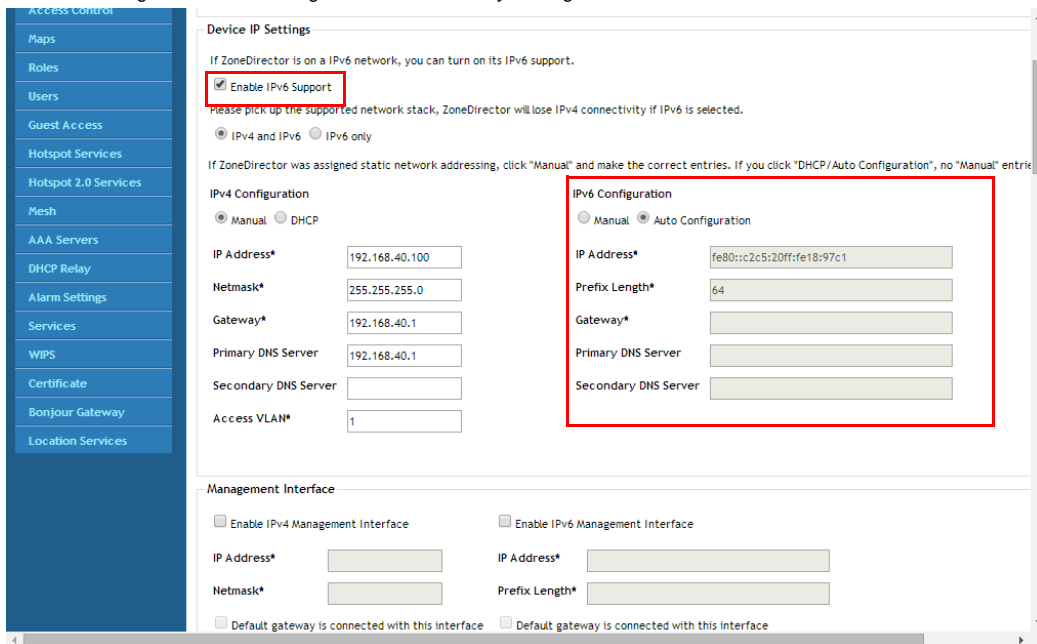 Access Control
Maps
Roles
Users
Guest Access
Hotspot Services
Hotspot 2.0 Services
Mesh
AAA Servers
DHCP Relay
Alarm Settings
Services
WIPS
Certificate
Bonjour Gateway
Location Services
Device IP Settings
If ZoneDirector is on a IPv6 network, you can turn on its IPv6 support.
Enable IPv6 Support
Please pick up the supported network stack, ZoneDirector will lose IPv4 connectivity if IPv6 is selected.
IPv4 and IPv6 IPv6 only
If ZoneDirector was assigned static network addressing, click "Manual" and make the correct entries. If you click "DHCP/Auto Configuration", no "Manual" entrie
IPv4 Configuration
Manual DHCP
IP Address* 192.168.40.100
Netmask* 255.255.255.0
Gateway* 192.168.40.1
Primary DNS Server 192.168.40.1
Secondary DNS Server
Access VLAN* 1
IPv6 Configuration
Manual Auto Configuration
IP Address* fe80::c2c5:20ff:fe18:97c1
Prefix Length* 64
Gateway*
Primary DNS Server
Secondary DNS Server
Management Interface
Enable IPv4 Management Interface
IP Address*
Netmask*
Default gateway is connected with this interface
Enable IPv6 Management Interface
IP Address*
Prefix Length*
Default gateway is connected with this interface